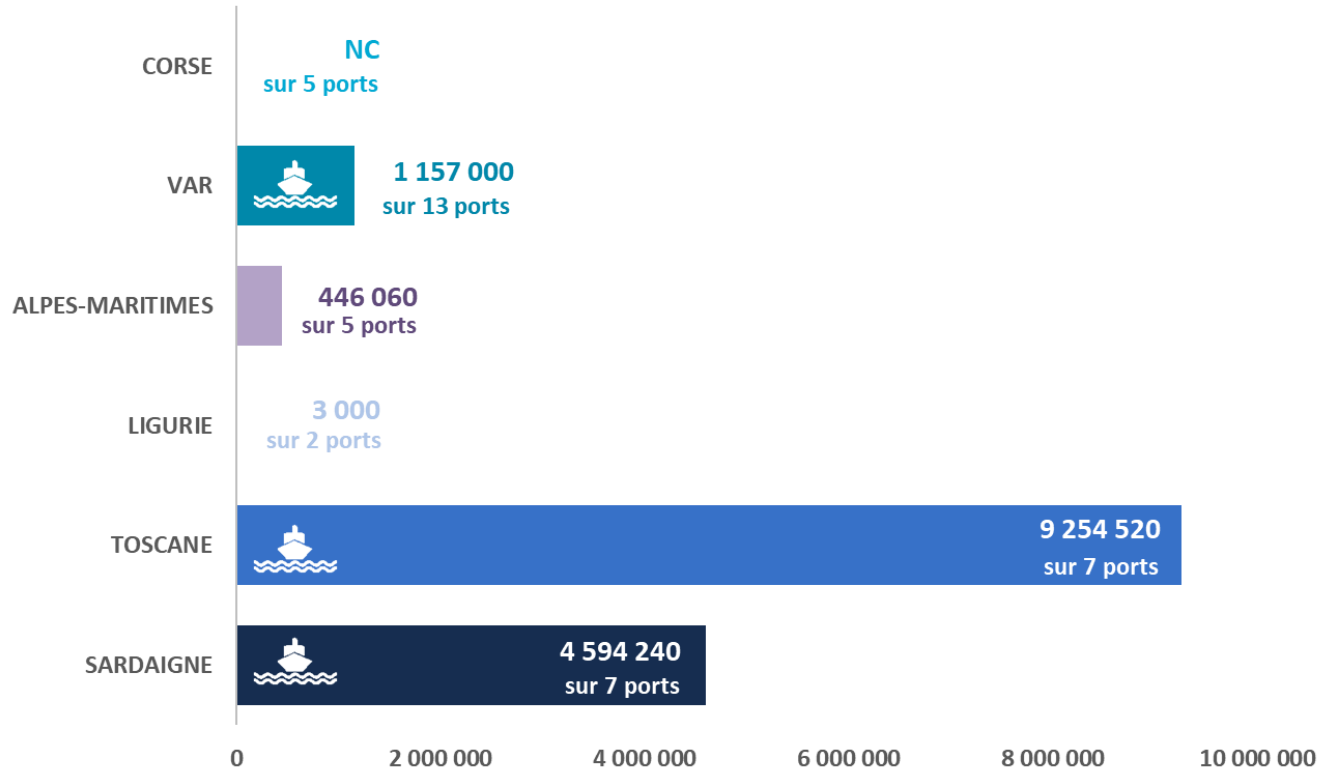 CORSE
NC
sur 5 ports
VAR
1 157 000
sur 13 ports
ALPES-MARITIMES
446 060
sur 5 ports
LIGURIE
3 000
sur 2 ports
TOSCANE
9 254 520
sur 7 ports
SARDAIGNE
4 594 240
sur 7 ports
0 2 000 000 4 000 000 6 000 000 8 000 000 10 000 000